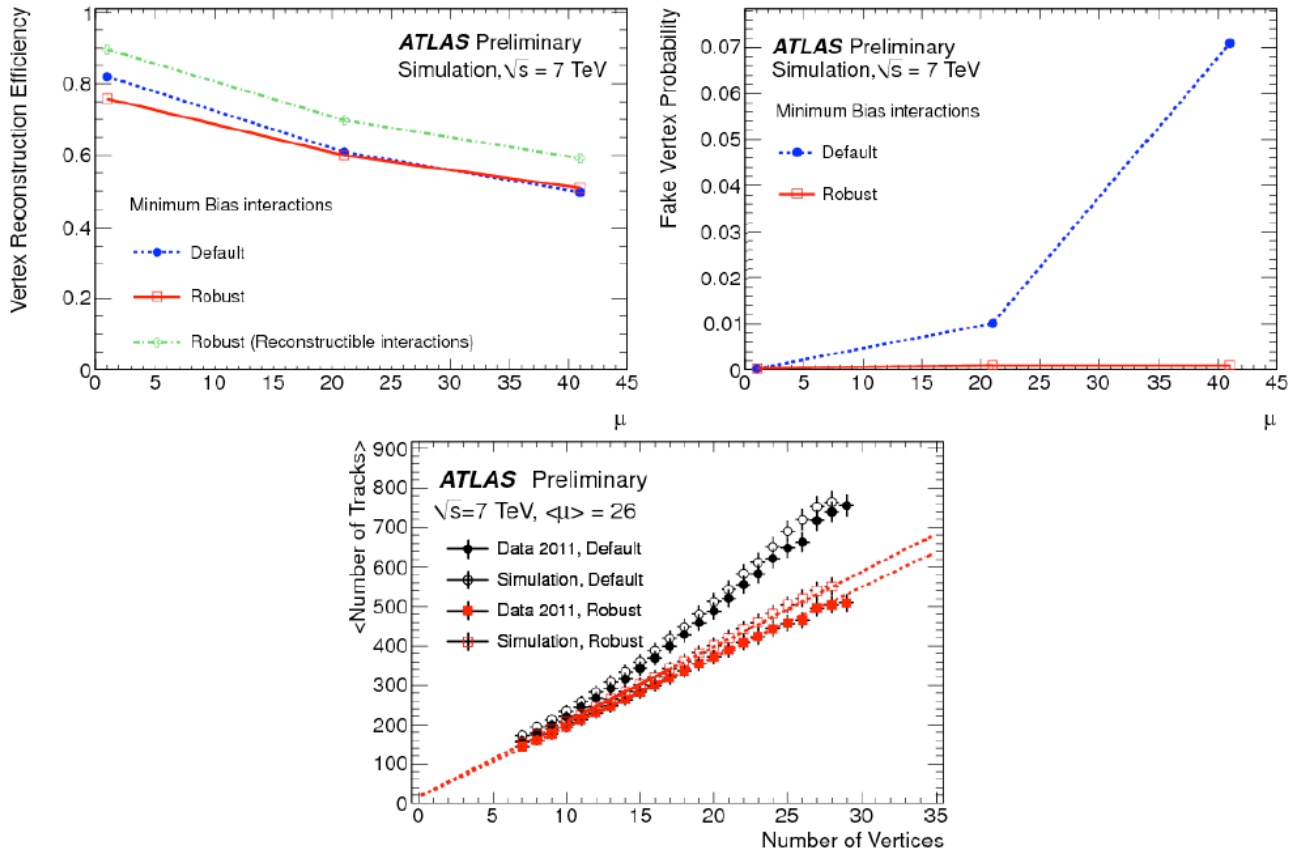 Vertex Reconstruction Efficiency
1
0.8
0.6
0.4
0.2
0
ATLAS Preliminary
Simulation,√s = 7 TeV
Minimum Bias interactions
Default
Robust
Robust (Reconstructible interactions)
0 5 10 15 20 25 30 35 40 45
μ
Fake Vertex Probability
0.07
0.06
0.05
0.04
0.03
0.02
0.01
0
ATLAS Preliminary
Simulation,√s = 7 TeV
Minimum Bias interactions
Default
Robust
0 5 10 15 20 25 30 35 40 45
μ
<Number of Tracks>
900
800
700
600
500
400
300
200
100
0
ATLAS Preliminary
√s=7 TeV, <μ> = 26
Data 2011, Default
Simulation, Default
Data 2011, Robust
Simulation, Robust
0 5 10 15 20 25 30 35
Number of Vertices